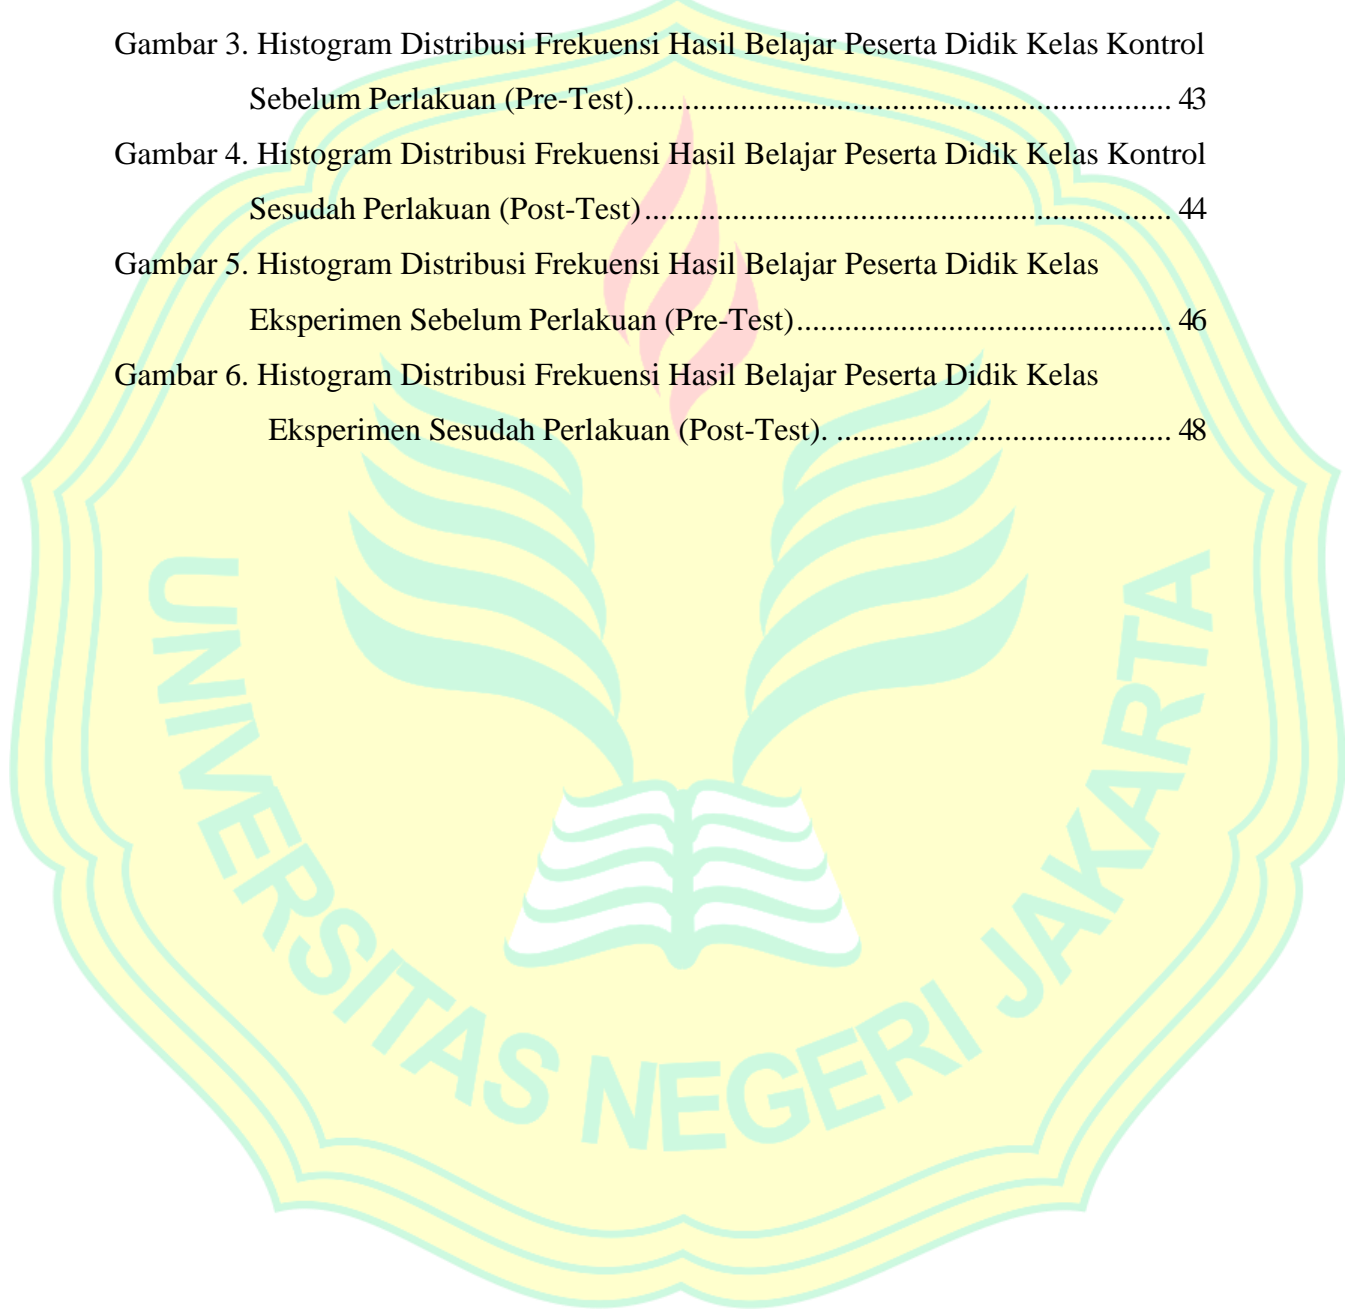 Gambar 3. Histogram Distribusi Frekuensi Hasil Belajar Peserta Didik Kelas Kontrol
Sebelum Perlakuan (Pre-Test).................................................................... 43
Gambar 4. Histogram Distribusi Frekuensi Hasil Belajar Peserta Didik Kelas Kontrol
Sesudah Perlakuan (Post-Test)................................................................... 44
Gambar 5. Histogram Distribusi Frekuensi Hasil Belajar Peserta Didik Kelas
Eksperimen Sebelum Perlakuan (Pre-Test)............................................... 46
Gambar 6. Histogram Distribusi Frekuensi Hasil Belajar Peserta Didik Kelas
Eksperimen Sesudah Perlakuan (Post-Test). .......................................... 48
UNIVERSITAS NEGERI JAKARTA